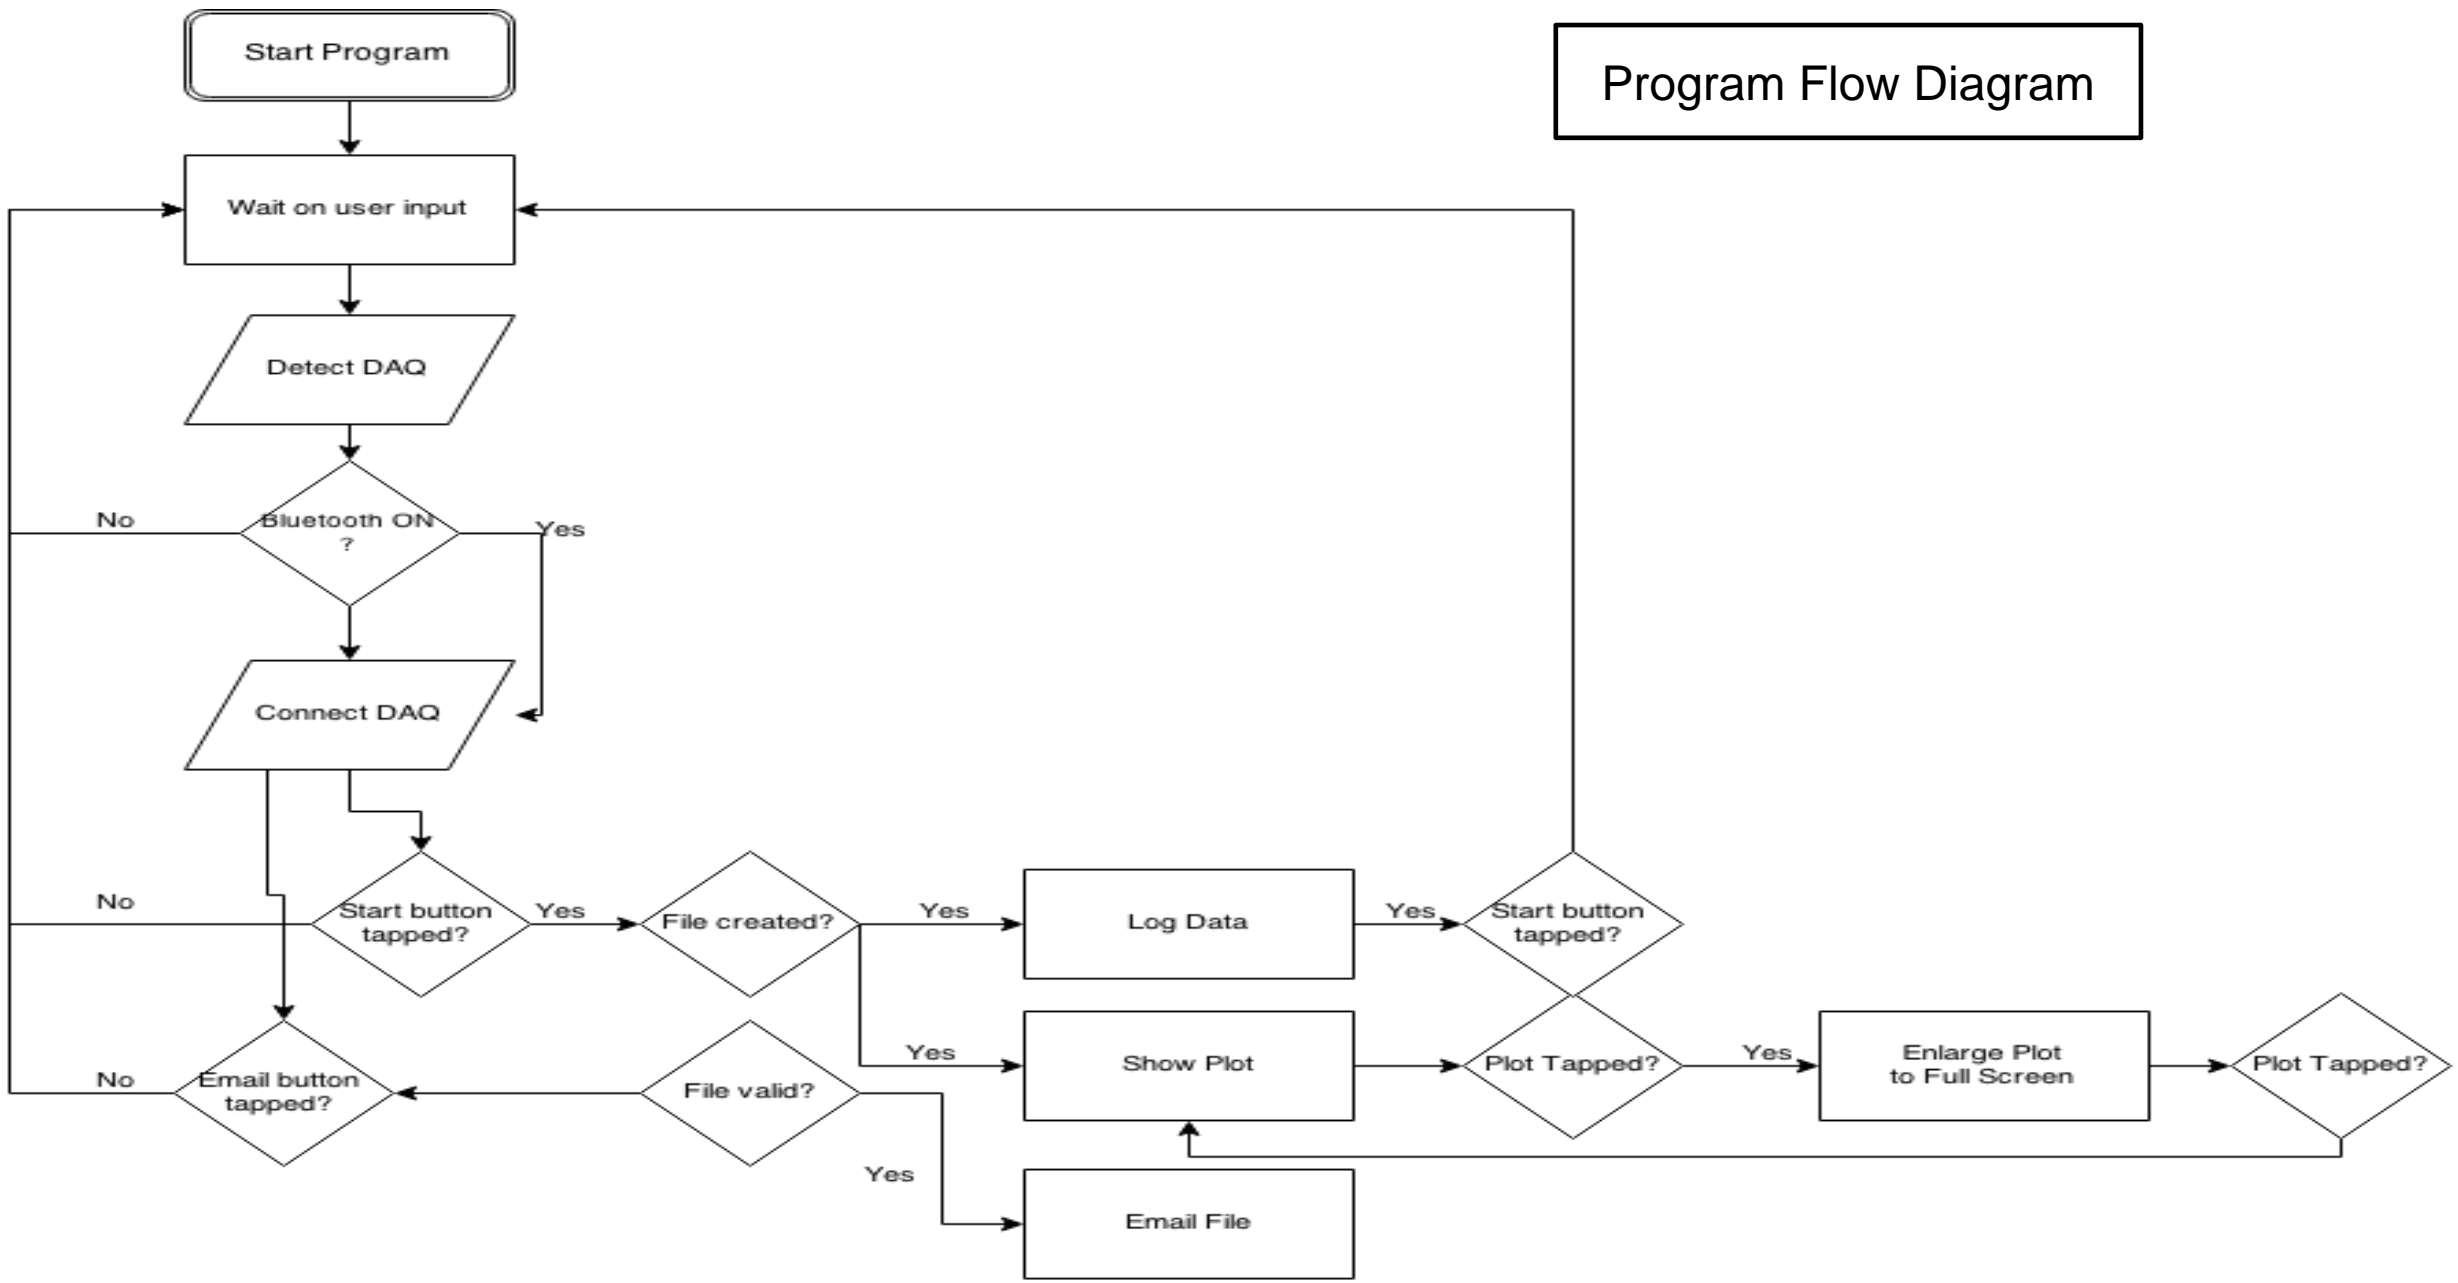 Start Program
Program Flow Diagram
Wait on user input
Detect DAQ
Bluetooth ON
?
No
Yes
Connect DAQ
No
Start button
tapped?
Yes
File created?
Yes
Log Data
Yes
Start button
tapped?
Yes
Show Plot
Plot Tapped?
Yes
Enlarge Plot
to Full Screen
Plot Tapped?
No
Email button
tapped?
File valid?
Yes
Email File